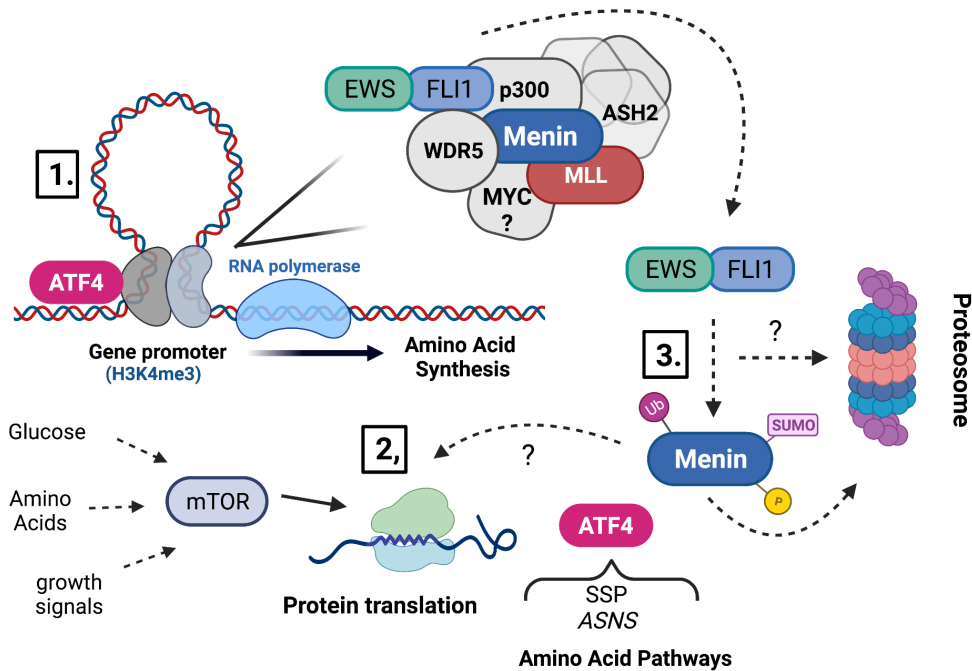 1.
EWS
FLI1
p300
ASH2
Menin
WDR5
MLL
MYC
?
ATF4
RNA polymerase
Gene promoter
(H3K4me3)
Amino Acid
Synthesis
EWS
FLI1
3.
?
Proteosome
Ub
SUMO
Menin
P
2,
?
Glucose
Amino
Acids
growth
signals
mTOR
Protein translation
ATF4
SSP
ASNS
Amino Acid Pathways